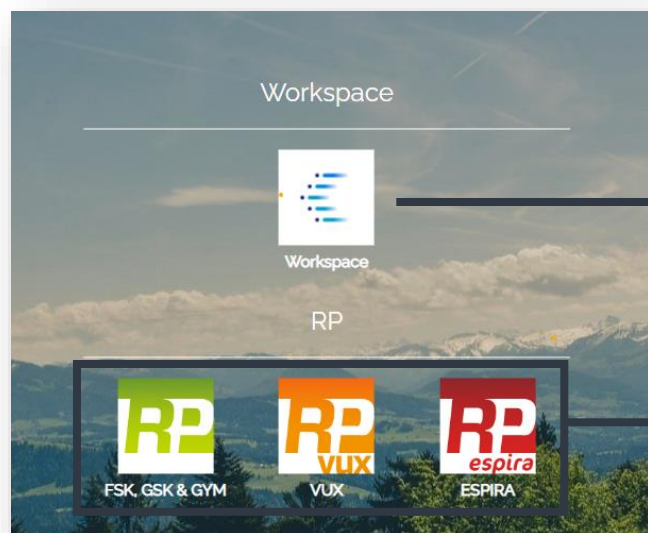 Workspace
Workspace
RP
RP
RP VUX
RP espira
FSK, GSK & GYM
VUX
ESPIRA